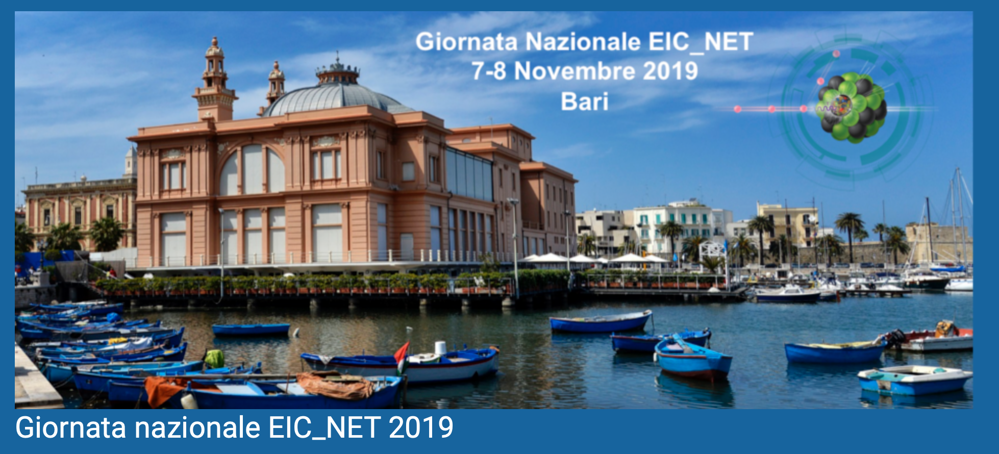 Giornata Nazionale EIC_NET
7-8 Novembre 2019
Bari
Giornata nazionale EIC_NET 2019